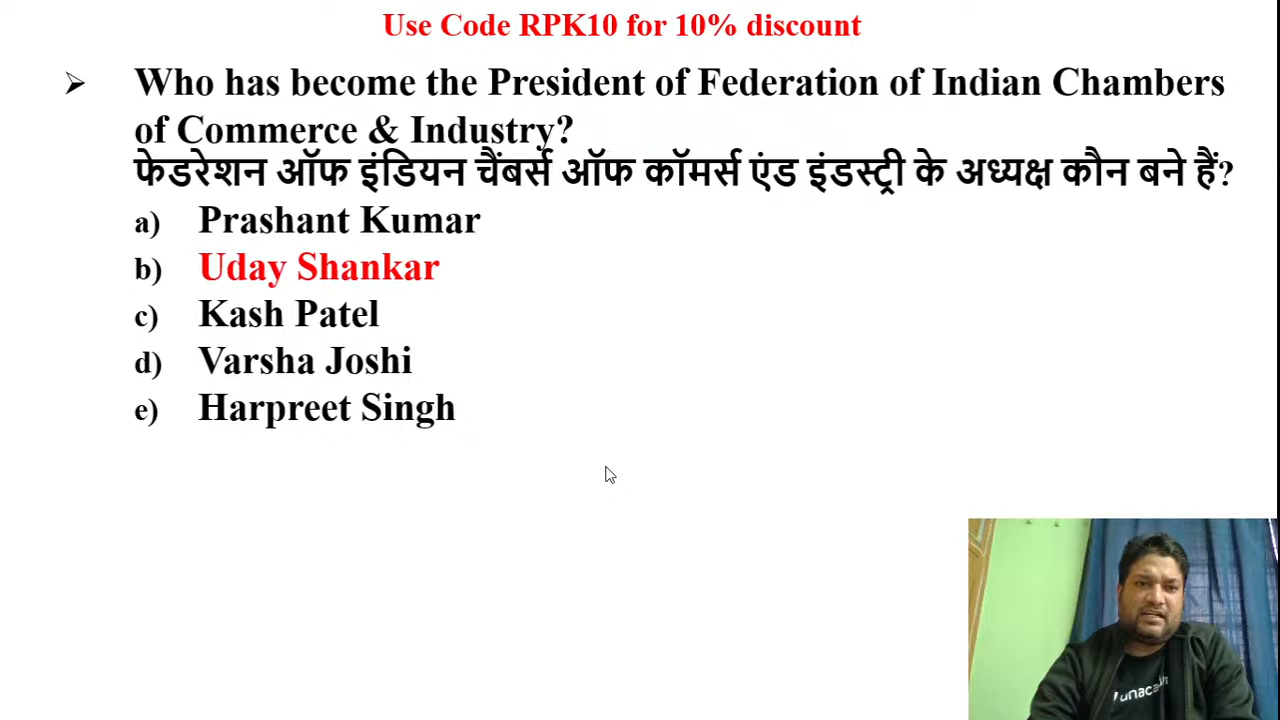 Use Code RPK10 for 10% discount
➢ Who has become the President of Federation of Indian Chambers
of Commerce & Industry?
फेडरेशन ऑफ इंडियन चैंबर्स ऑफ कॉमर्स एंड इंडस्ट्री के अध्यक्ष कौन बने हैं?
a) Prashant Kumar
b) Uday Shankar
c) Kash Patel
d) Varsha Joshi
e) Harpreet Singh